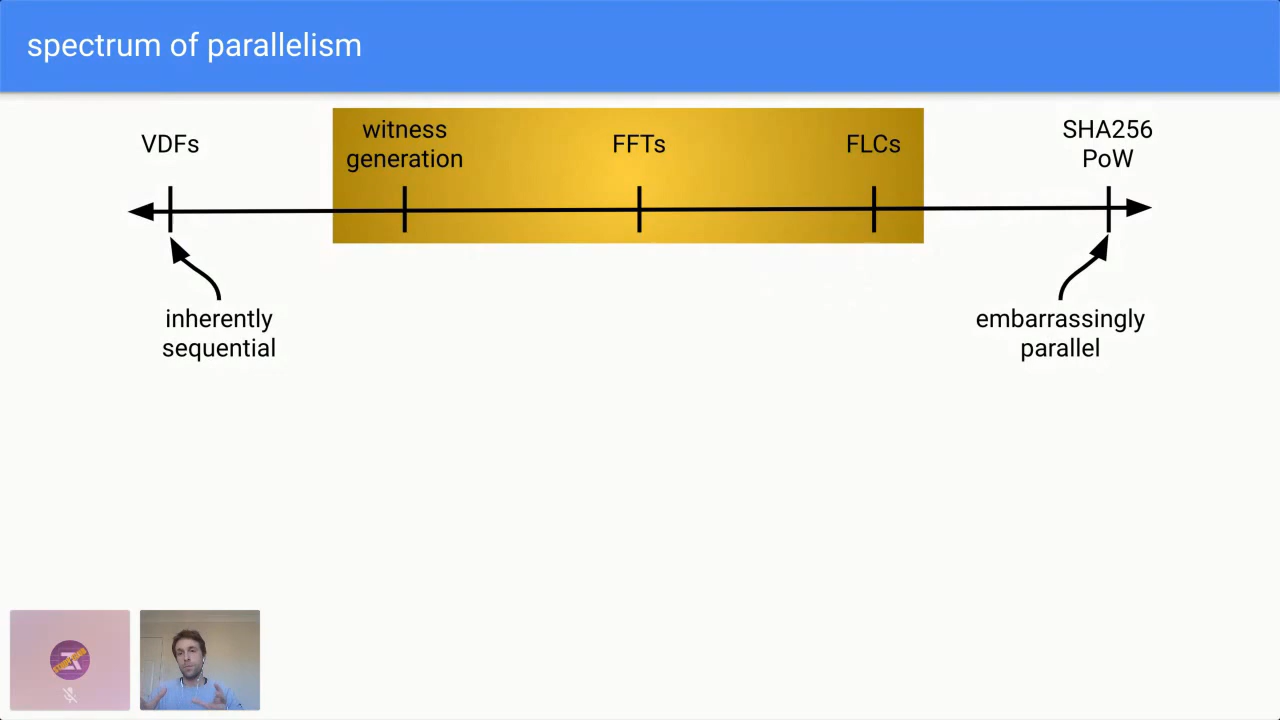 spectrum of parallelism
VDFs
witness
generation
FFTs
FLCs
SHA256
PoW
inherently
sequential
embarrassingly
parallel